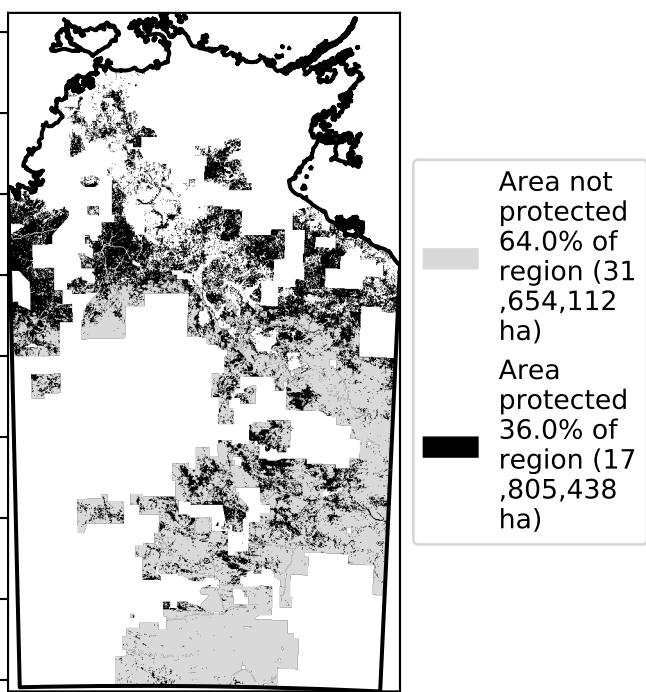 Area not
protected
64.0% of
region (31
,654,112
ha)
Area
protected
36.0% of
region (17
,805,438
ha)